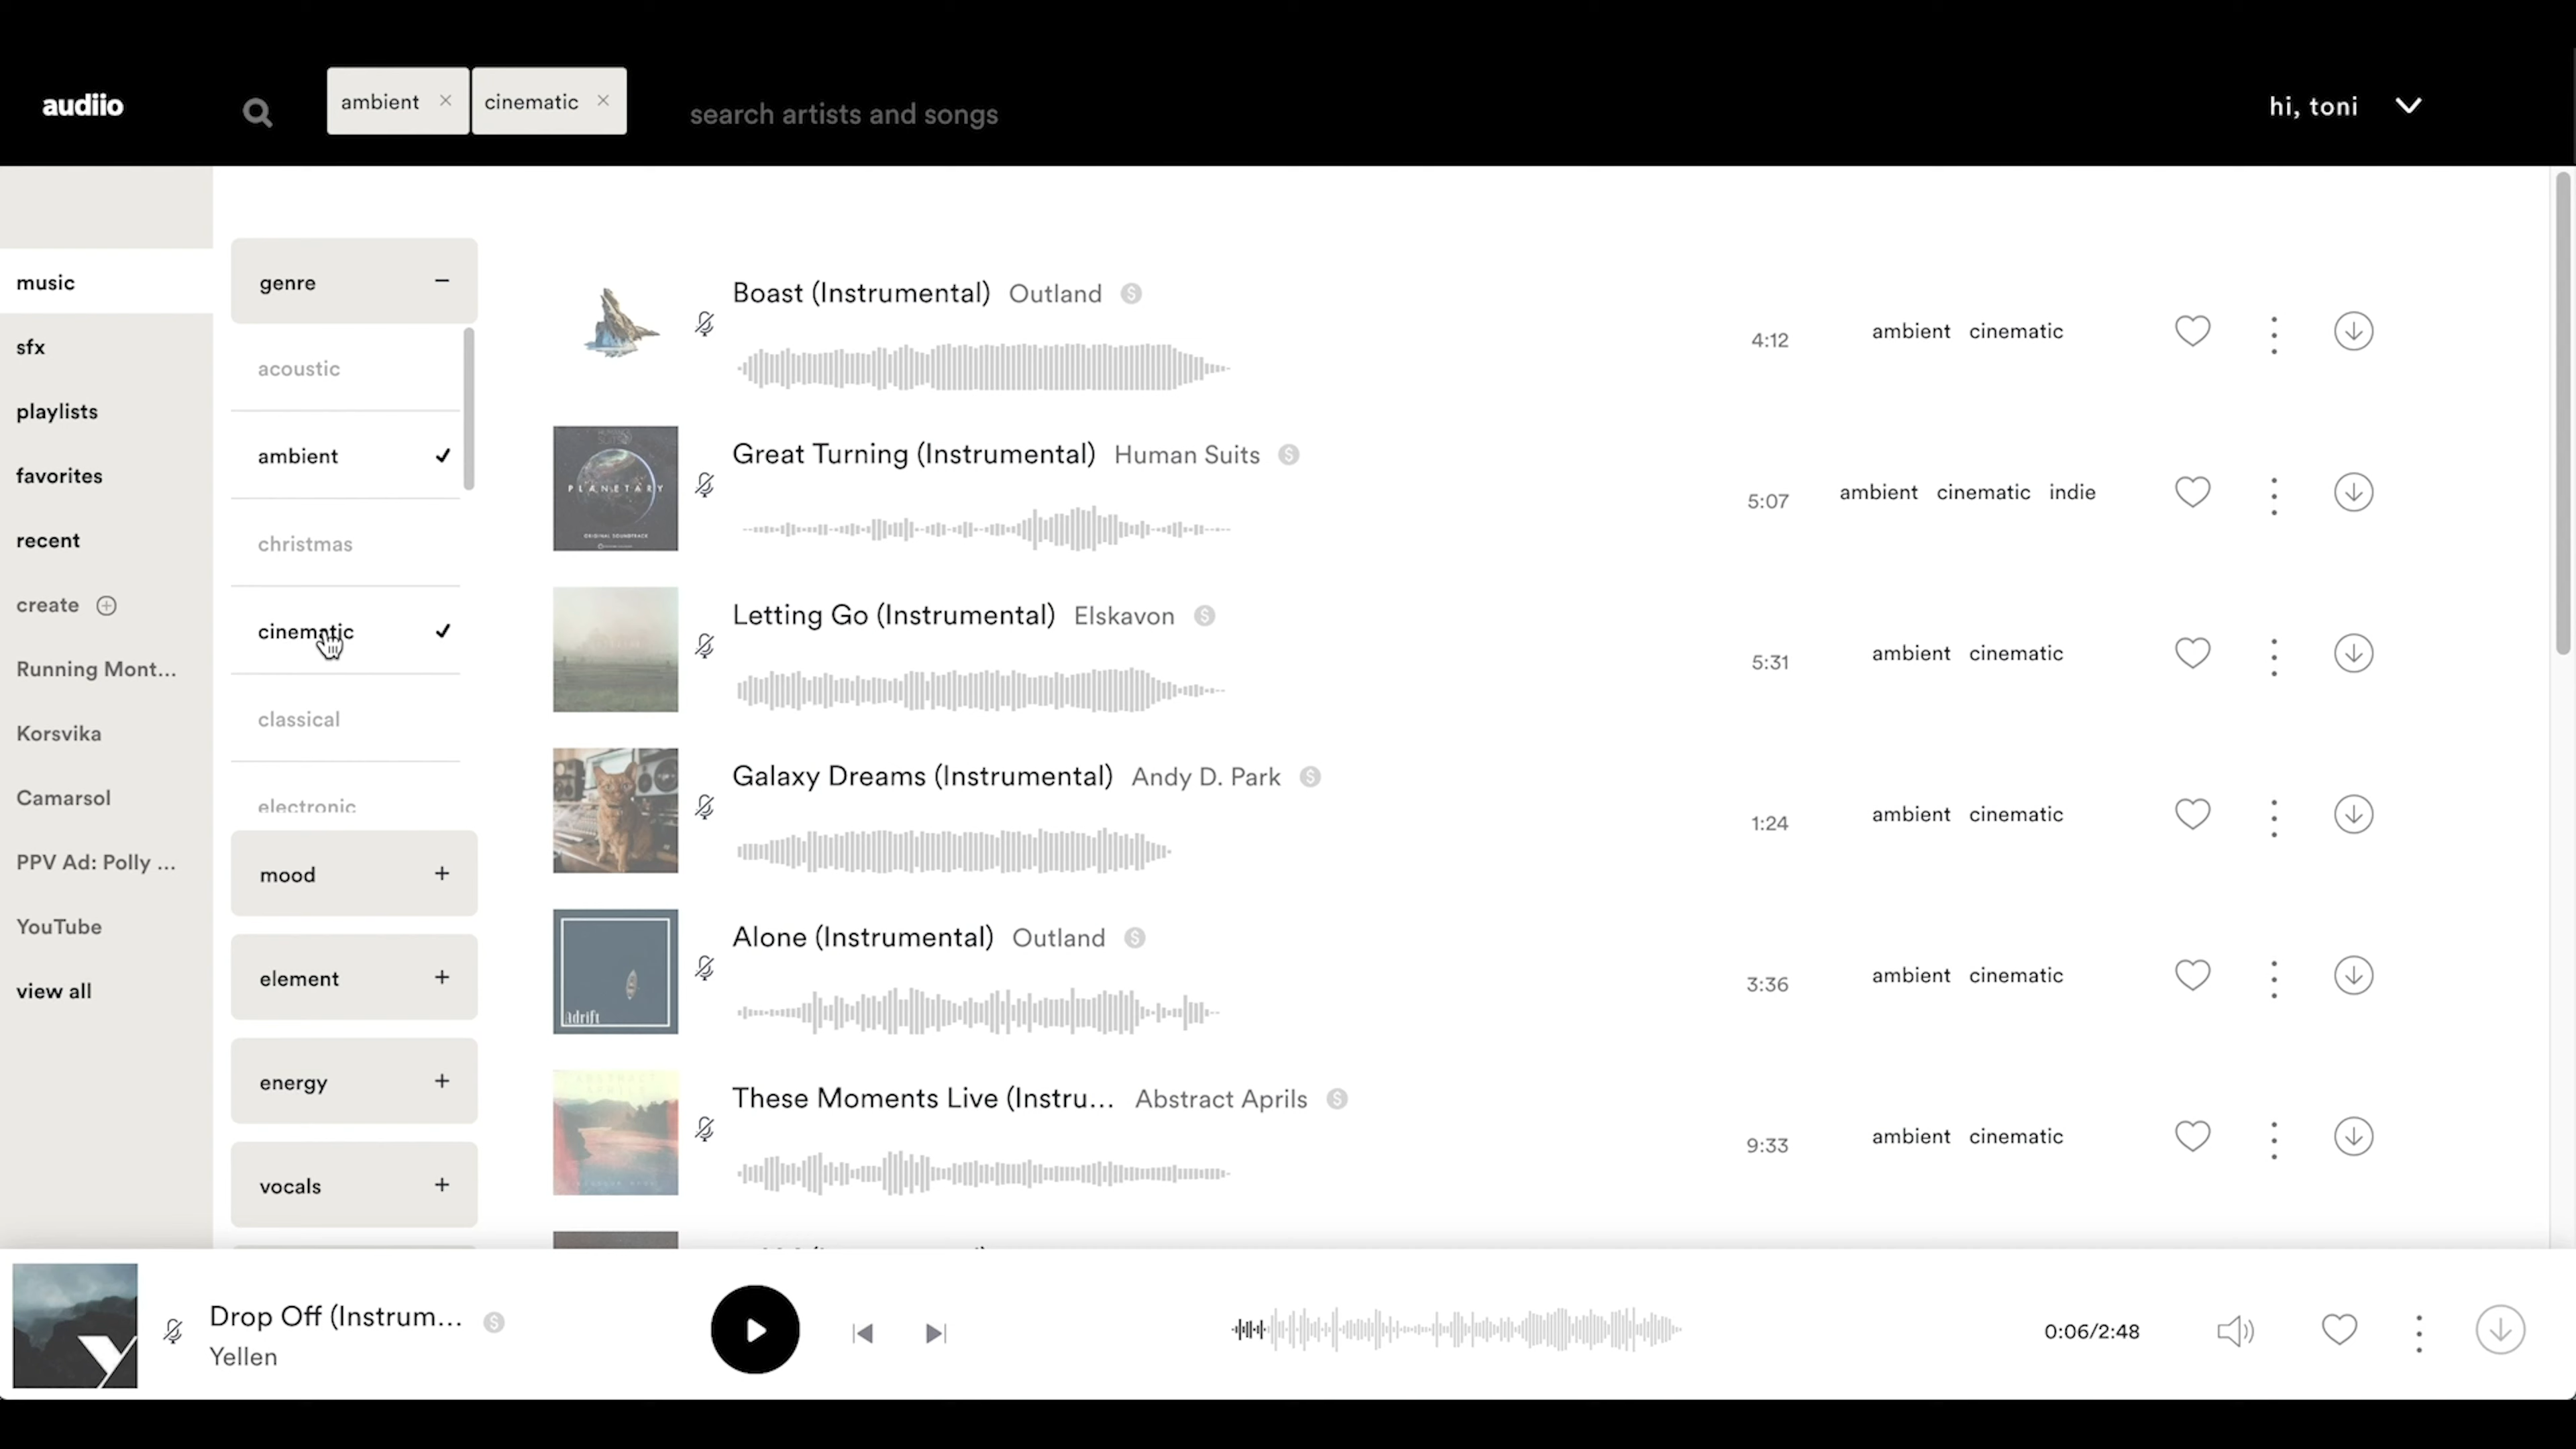 audiio
ambient × cinematic ×
search artists and songs
hi, toni
music
sfx
playlists
favorites
recent
create
Running Mont...
Korsvika
Camarsol
PPV Ad: Polly ...
YouTube
view all
genre
acoustic
ambient
christmas
cinematic
classical
electronic
mood
element
energy
vocals
Boast (Instrumental) Outland
4:12 ambient cinematic
Great Turning (Instrumental) Human Suits
5:07 ambient cinematic indie
PLANETARY
ORIGINAL SOUNDTRACK
Letting Go (Instrumental) Elskavon
5:31 ambient cinematic
Galaxy Dreams (Instrumental) Andy D. Park
1:24 ambient cinematic
Alone (Instrumental) Outland
3:36 ambient cinematic
adrift
These Moments Live (Instru... Abstract Aprils
9:33 ambient cinematic
Drop Off (Instrum...
Yellen
0:06/2:48